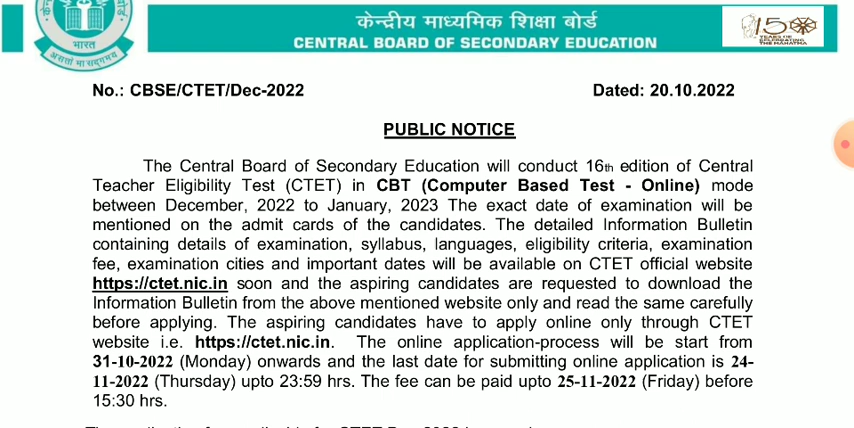 केन्द्रीय माध्यमिक शिक्षा बोर्ड
CENTRAL BOARD OF SECONDARY EDUCATION
भारत
असतो मा सद्गमय
150
YEARS OF
CELEBRATING
THE MAHATMA
No.: CBSE/CTET/Dec-2022 Dated: 20.10.2022
PUBLIC NOTICE
The Central Board of Secondary Education will conduct 16th edition of Central
Teacher Eligibility Test (CTET) in CBT (Computer Based Test - Online) mode
between December, 2022 to January, 2023 The exact date of examination will be
mentioned on the admit cards of the candidates. The detailed Information Bulletin
containing details of examination, syllabus, languages, eligibility criteria, examination
fee, examination cities and important dates will be available on CTET official website
https://ctet.nic.in soon and the aspiring candidates are requested to download the
Information Bulletin from the above mentioned website only and read the same carefully
before applying. The aspiring candidates have to apply online only through CTET
website i.e. https://ctet.nic.in. The online application-process will be start from
31-10-2022 (Monday) onwards and the last date for submitting online application is 24-
11-2022 (Thursday) upto 23:59 hrs. The fee can be paid upto 25-11-2022 (Friday) before
15:30 hrs.